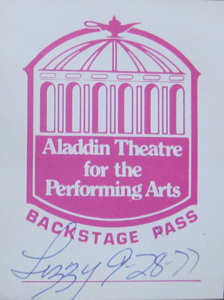 Aladdin Theatre
for the
Performing Arts
BACKSTAGE PASS
Lizzy 9-28-77